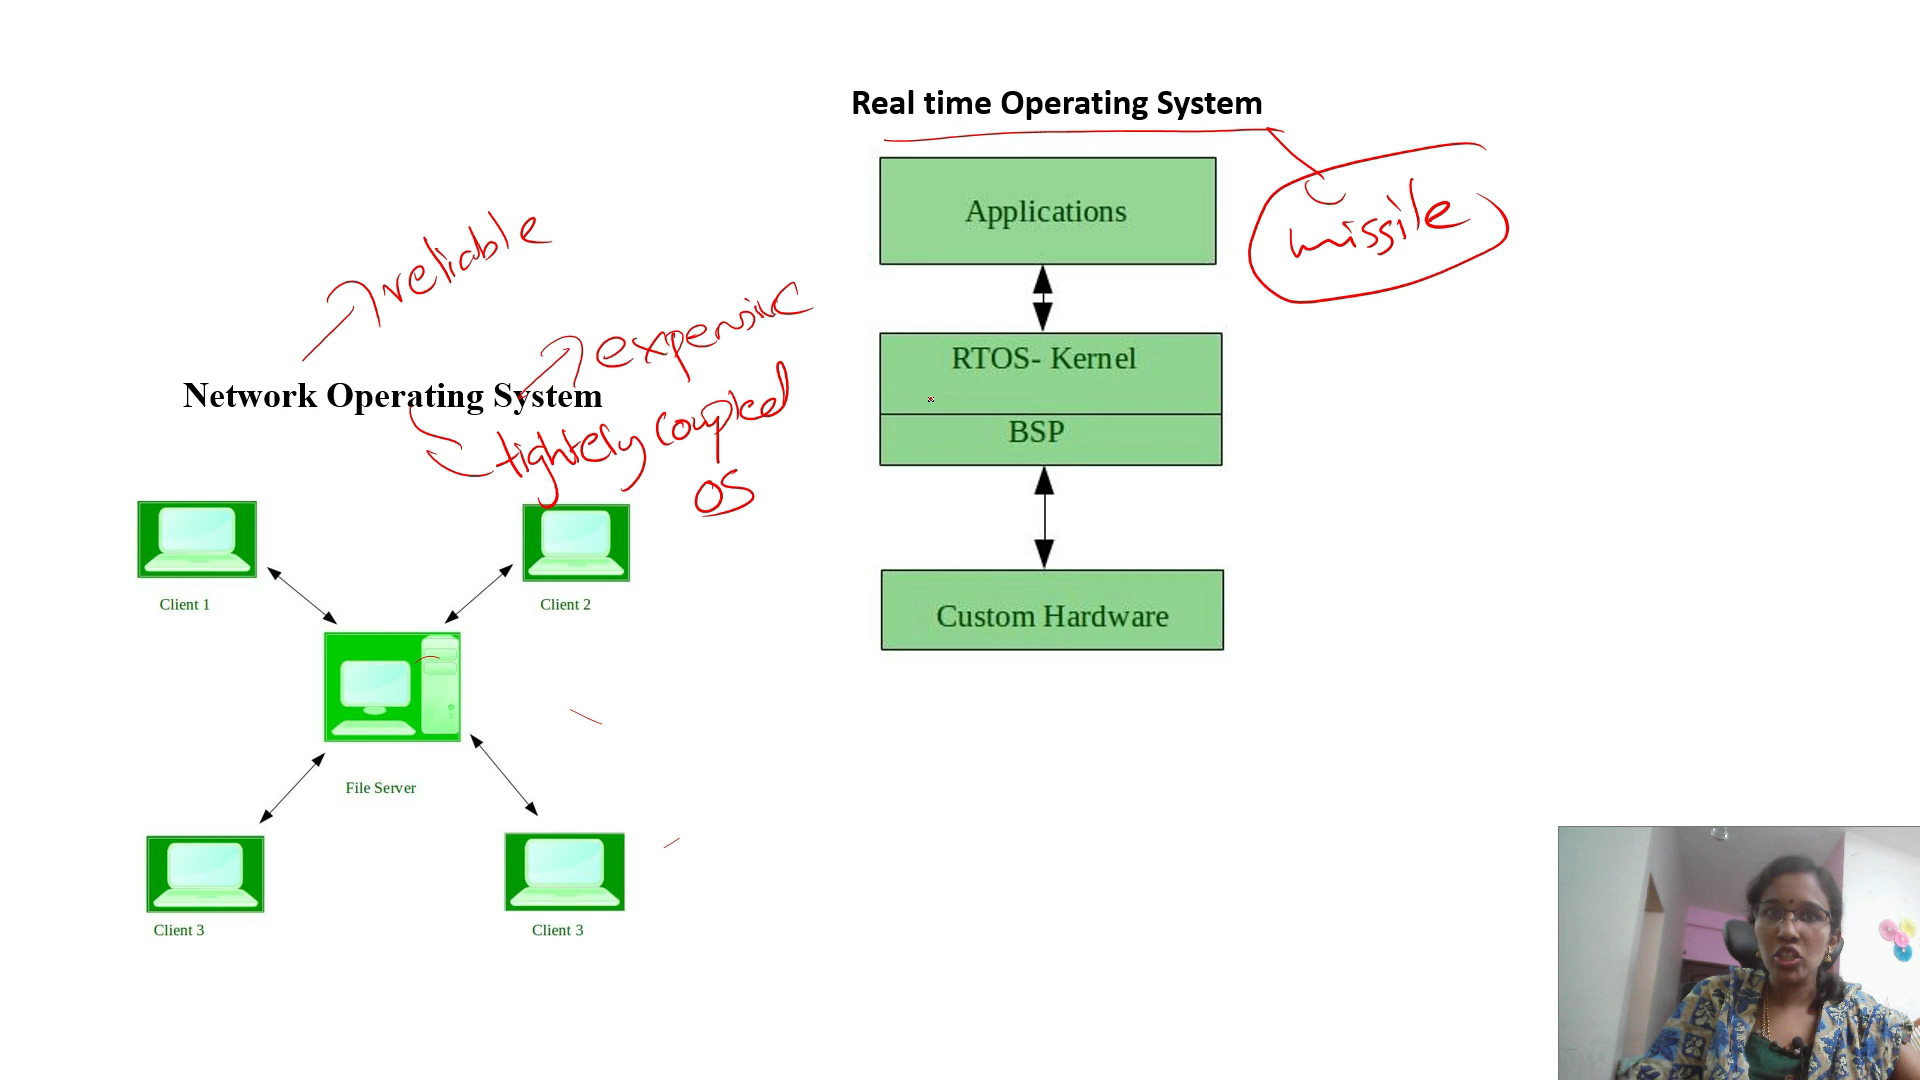 Real time Operating System
Applications
missile
reliable
expensive
RTOS- Kernel
Network Operating System
tightely coupled
BSP
OS
Client 1
Client 2
Custom Hardware
File Server
Client 3
Client 3